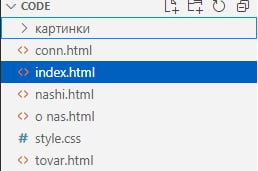 CODE
картинки
conn.html
index.html
nashi.html
o nas.html
style.css
tovar.html